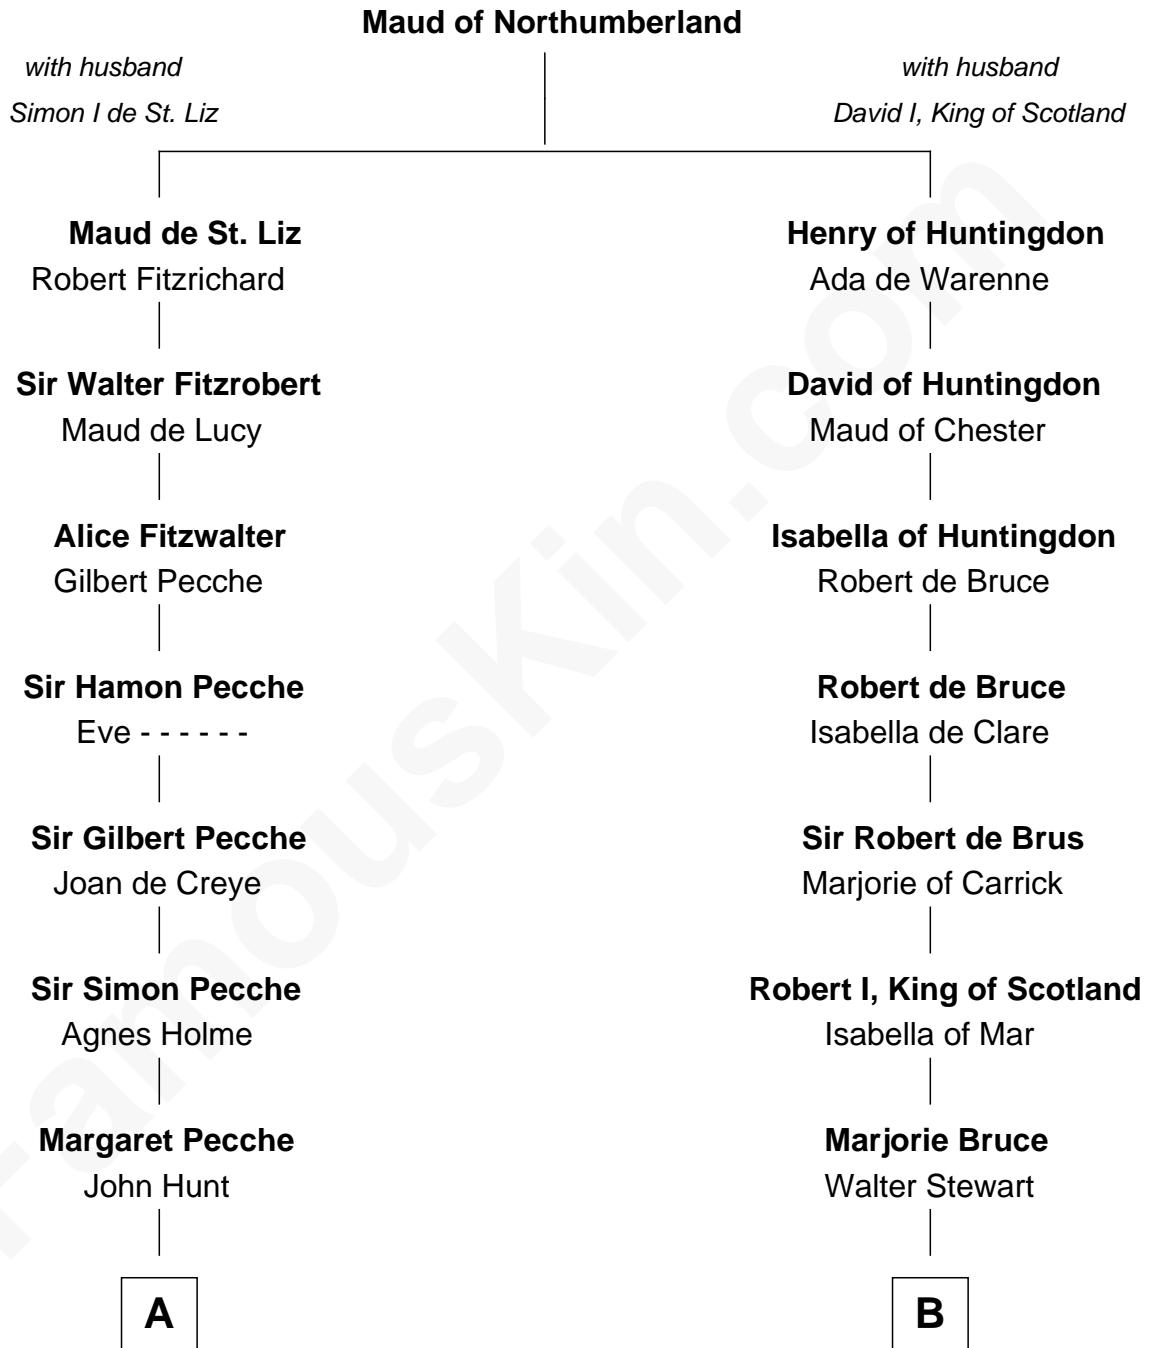 Maud of Northumberland
with husband
Simon I de St. Liz
with husband
David I, King of Scotland
Maud de St. Liz
Robert Fitzrichard
Henry of Huntingdon
Ada de Warenne
Sir Walter Fitzrobert
Maud de Lucy
David of Huntingdon
Maud of Chester
Alice Fitzwalter
Gilbert Pecche
Isabella of Huntingdon
Robert de Bruce
Sir Hamon Pecche
Eve - - - - - -
Robert de Bruce
Isabella de Clare
Sir Gilbert Pecche
Joan de Creye
Sir Robert de Brus
Marjorie of Carrick
Sir Simon Pecche
Agnes Holme
Robert I, King of Scotland
Isabella of Mar
Margaret Pecche
John Hunt
Marjorie Bruce
Walter Stewart
A
B
FamousKin.com